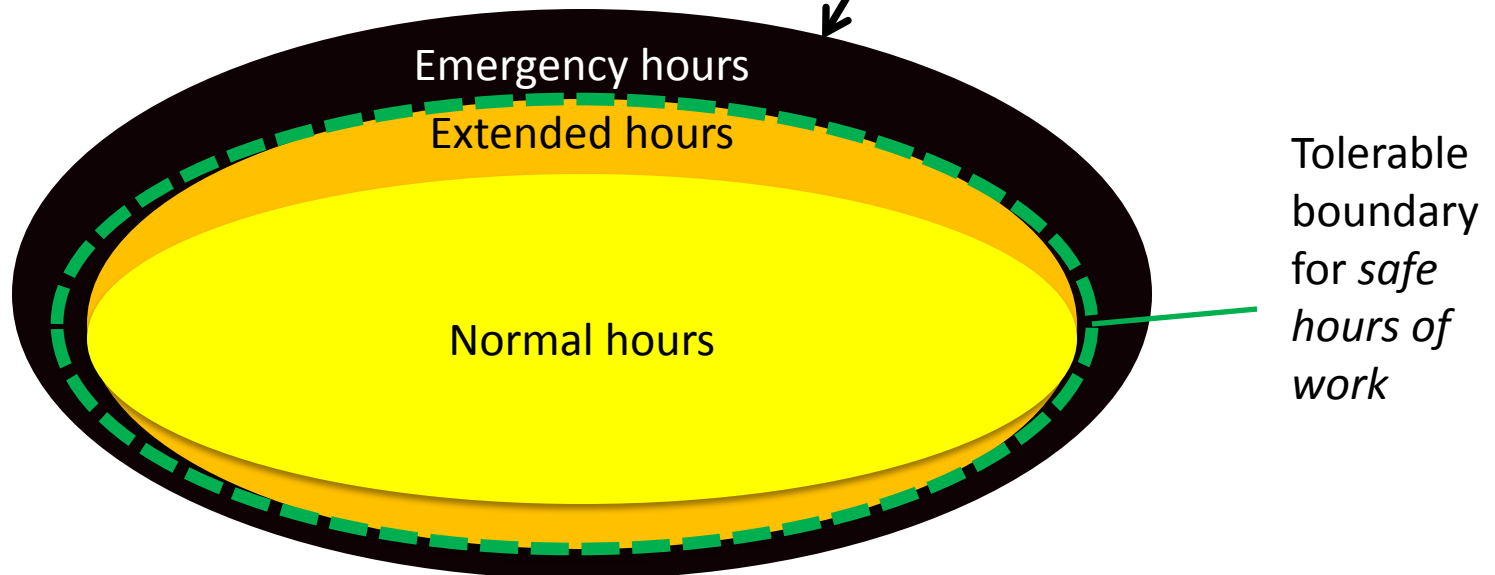 Emergency hours
Extended hours
Normal hours
Tolerable
boundary
for safe
hours of
work